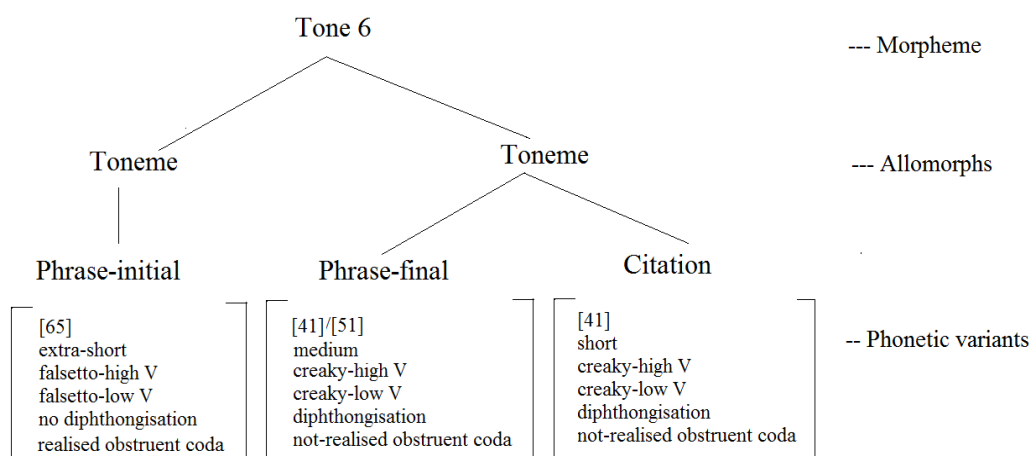 Tone 6
--- Morpheme
Toneme
Toneme
--- Allomorphs
Phrase-initial
Phrase-final
Citation
[65]
extra-short
falsetto-high V
falsetto-low V
no diphthongisation
realised obstruent coda
[41]/[51]
medium
creaky-high V
creaky-low V
diphthongisation
not-realised obstruent coda
[41]
short
creaky-high V
creaky-low V
diphthongisation
not-realised obstruent coda
-- Phonetic variants